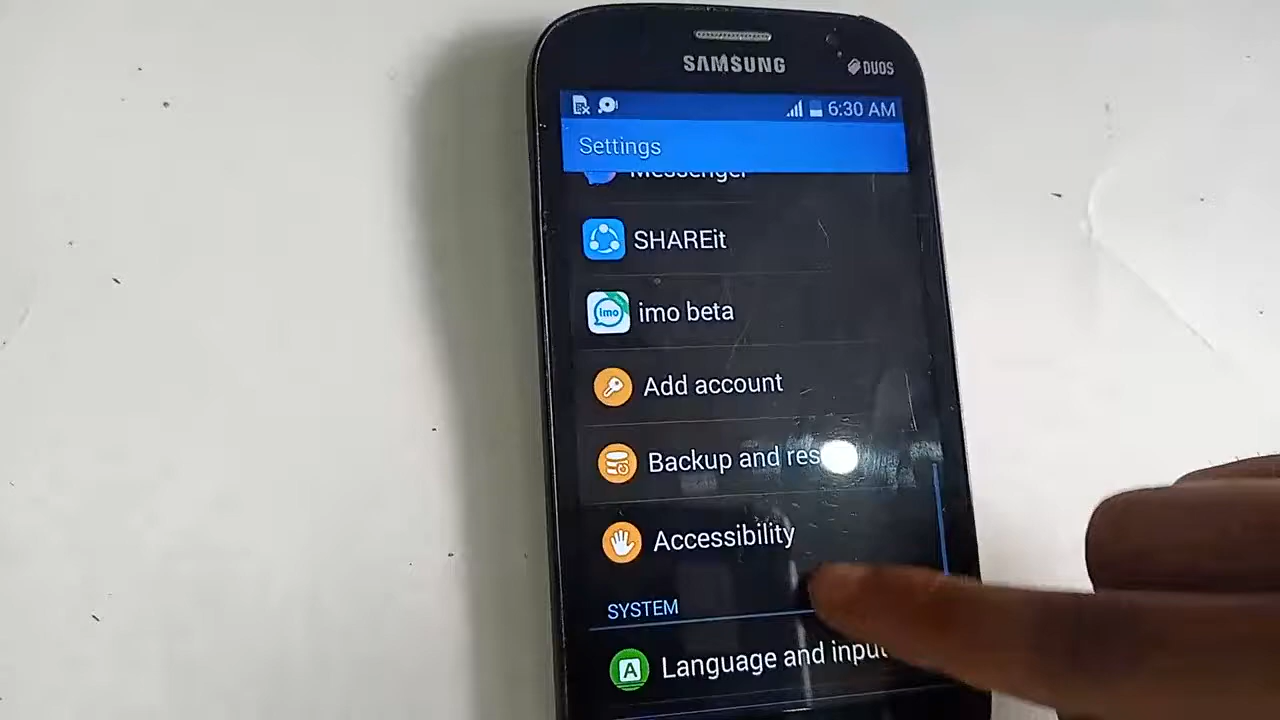 SAMSUNG
DUOS
6:30 AM
Settings
Messenger
SHAREit
imo
imo beta
Add account
Backup and res
Accessibility
SYSTEM
A
Language and input